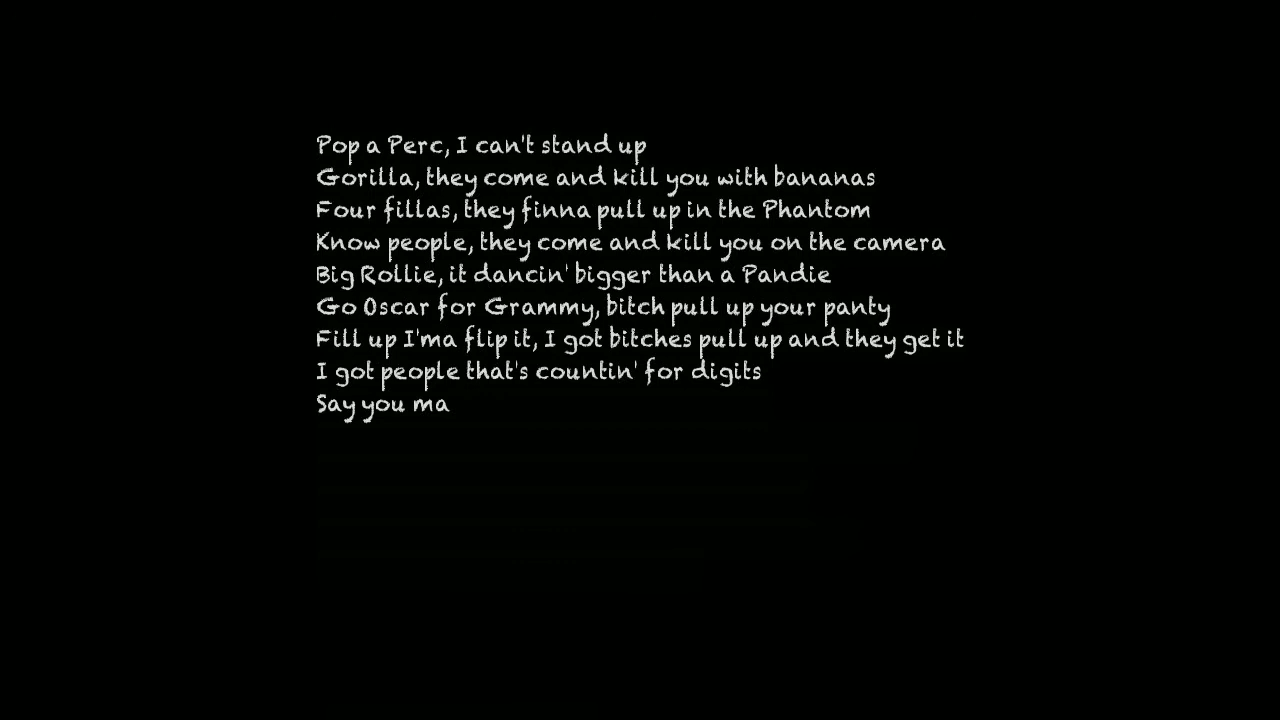 Pop a Perc, I can't stand up
Gorilla, they come and kill you with bananas
Four fillas, they finna pull up in the Phantom
Know people, they come and kill you on the camera
Big Rollie, it dancin' bigger than a Pandie
Go Oscar for Grammy, bitch pull up your panty
Fill up I'ma flip it, I got bitches pull up and they get it
I got people that's countin' for digits
Say you ma